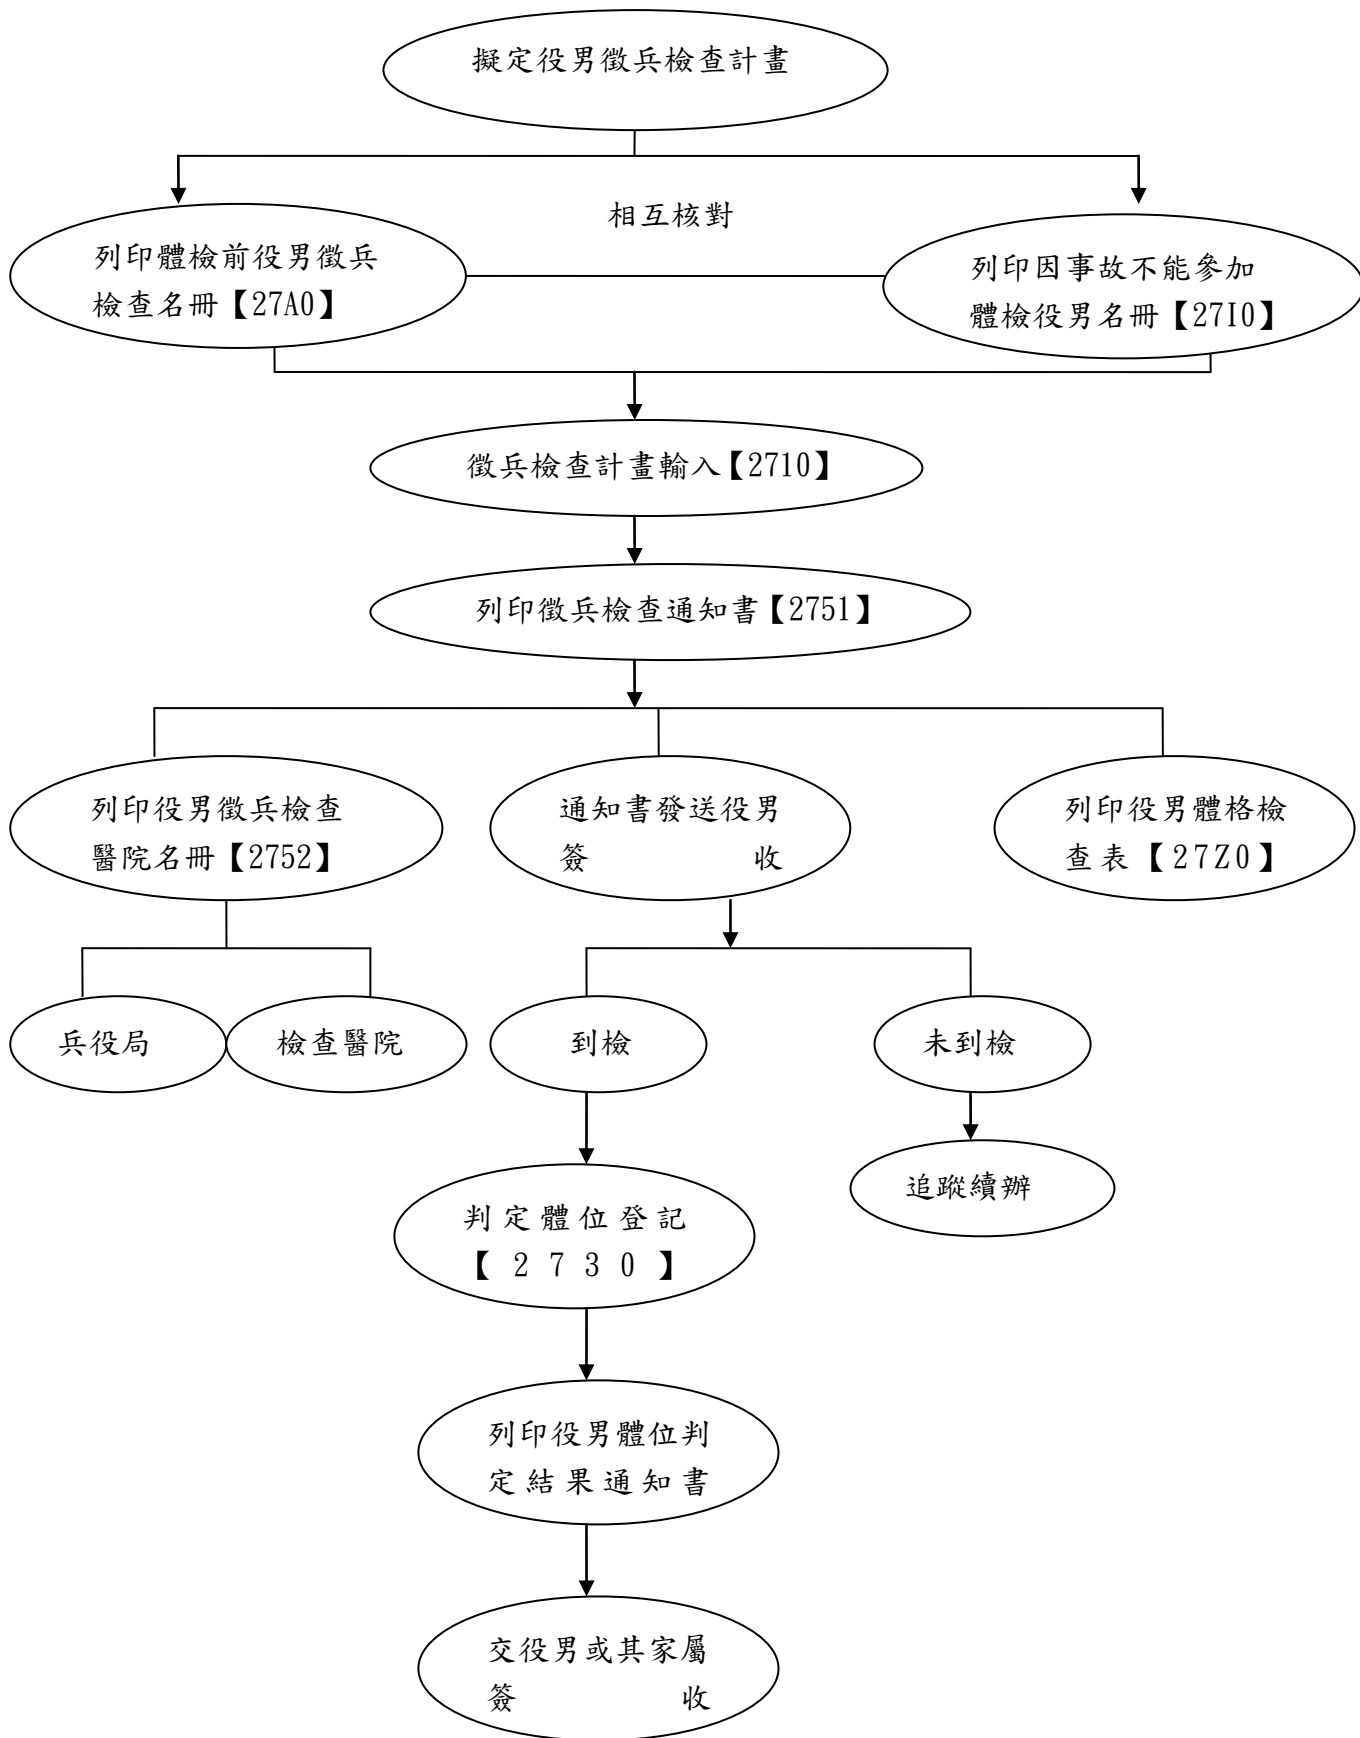 擬定役男徵兵檢查計畫
相互核對
列印體檢前役男徵兵
檢查名冊【27A0】
列印因事故不能參加
體檢役男名冊【27I0】
徵兵檢查計畫輸入【2710】
列印徵兵檢查通知書【2751】
列印役男徵兵檢查
醫院名冊【2752】
通知書發送役男
簽 收
列印役男體格檢
查表【27Z0】
兵役局
檢查醫院
到檢
未到檢
追蹤續辦
判定體位登記
【2730】
列印役男體位判
定結果通知書
交役男或其家屬
簽 收